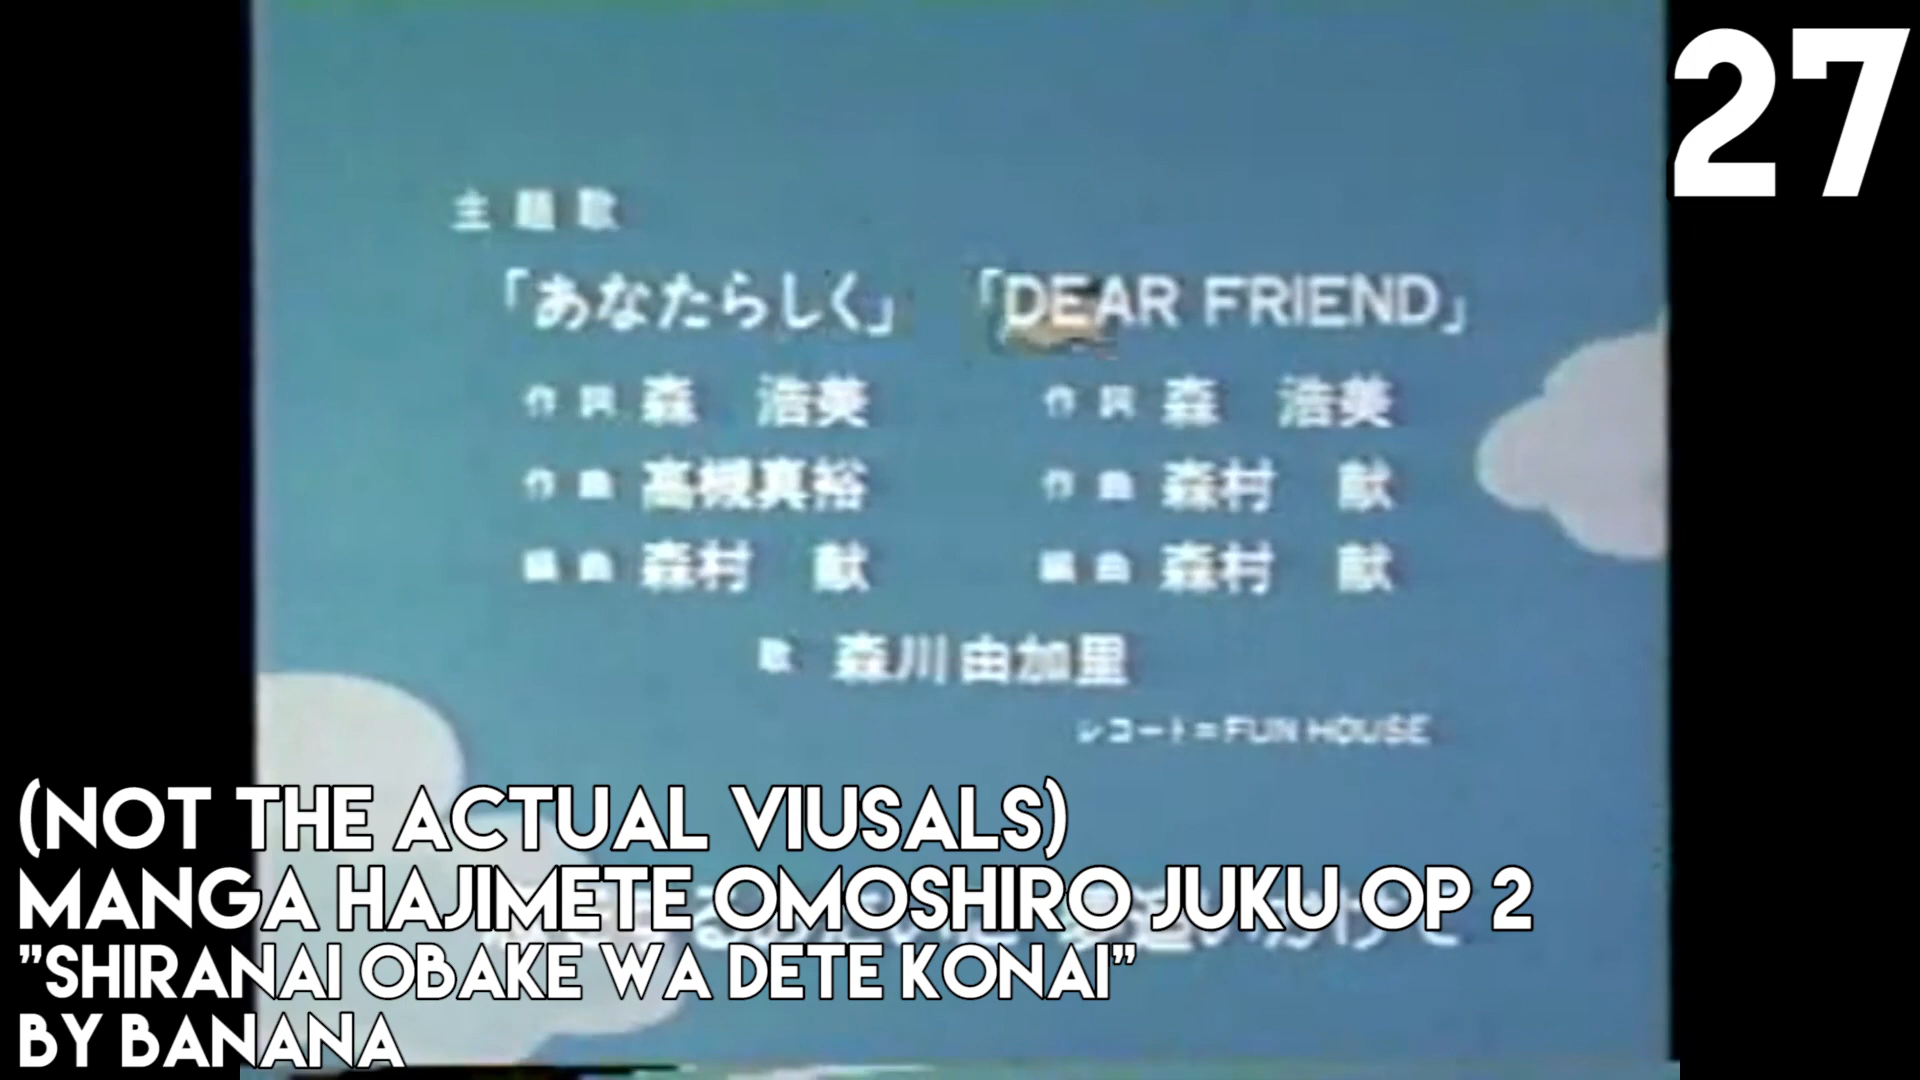 27
主題歌
「あなたらしく」 「DEAR FRIEND」
作詞 森 浩美 作詞 森 浩美
作曲 高槻真裕 作曲 森村 献
編曲 森村 献 編曲 森村 献
歌 森川由加里
レコード=FUN HOUSE
(NOT THE ACTUAL VIUSALS)
MANGA HAJIMETE OMOSHIRO JUKU OP 2
"SHIRANAI OBAKE WA DETE KONAI"
BY BANANA